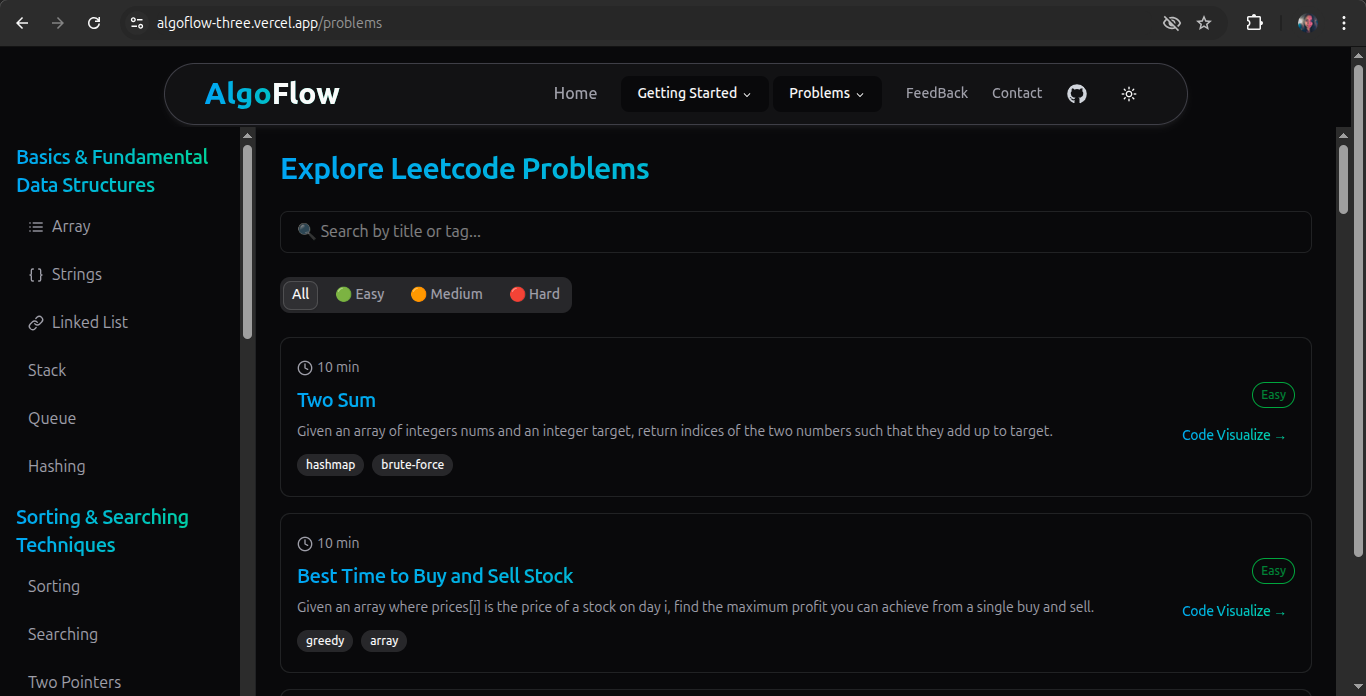 algoflow-three.vercel.app/problems
AlgoFlow
Home
Getting Started
Problems
FeedBack
Contact
Basics & Fundamental
Data Structures
Array
Strings
Linked List
Stack
Queue
Hashing
Sorting & Searching
Techniques
Sorting
Searching
Two Pointers
Explore Leetcode Problems
🔍 Search by title or tag...
All
🟢 Easy
🟠 Medium
🔴 Hard
10 min
Two Sum
Given an array of integers nums and an integer target, return indices of the two numbers such that they add up to target.
hashmap
brute-force
Easy
Code Visualize →
10 min
Best Time to Buy and Sell Stock
Given an array where prices[i] is the price of a stock on day i, find the maximum profit you can achieve from a single buy and sell.
greedy
array
Easy
Code Visualize →